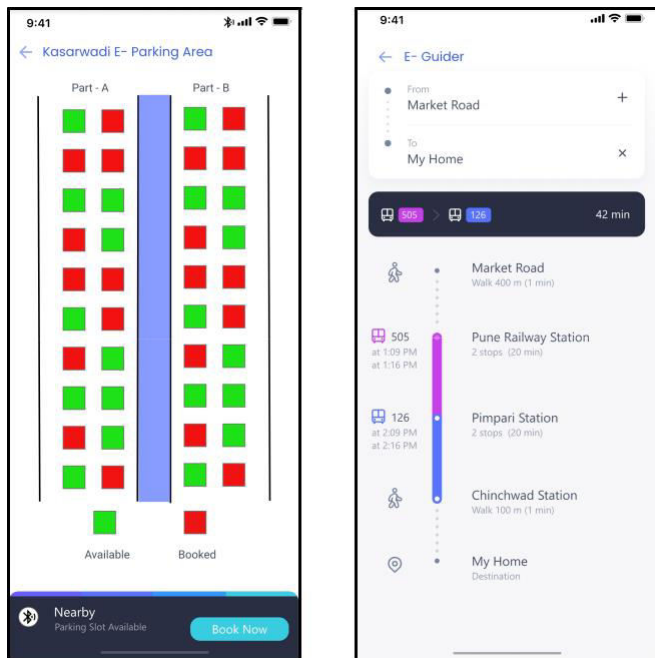 9:41
← Kasarwadi E- Parking Area
Part - A
Part - B
Available
Booked
Nearby
Parking Slot Available
Book Now
9:41
← E- Guider
From
Market Road
+
To
My Home
×
505 > 126 42 min
Market Road
Walk 400 m (1 min)
505
at 1:09 PM
at 1:16 PM
Pune Railway Station
2 stops (20 min)
126
at 2:09 PM
at 2:16 PM
Pimpari Station
2 stops (20 min)
Chinchwad Station
Walk 100 m (1 min)
My Home
Destination